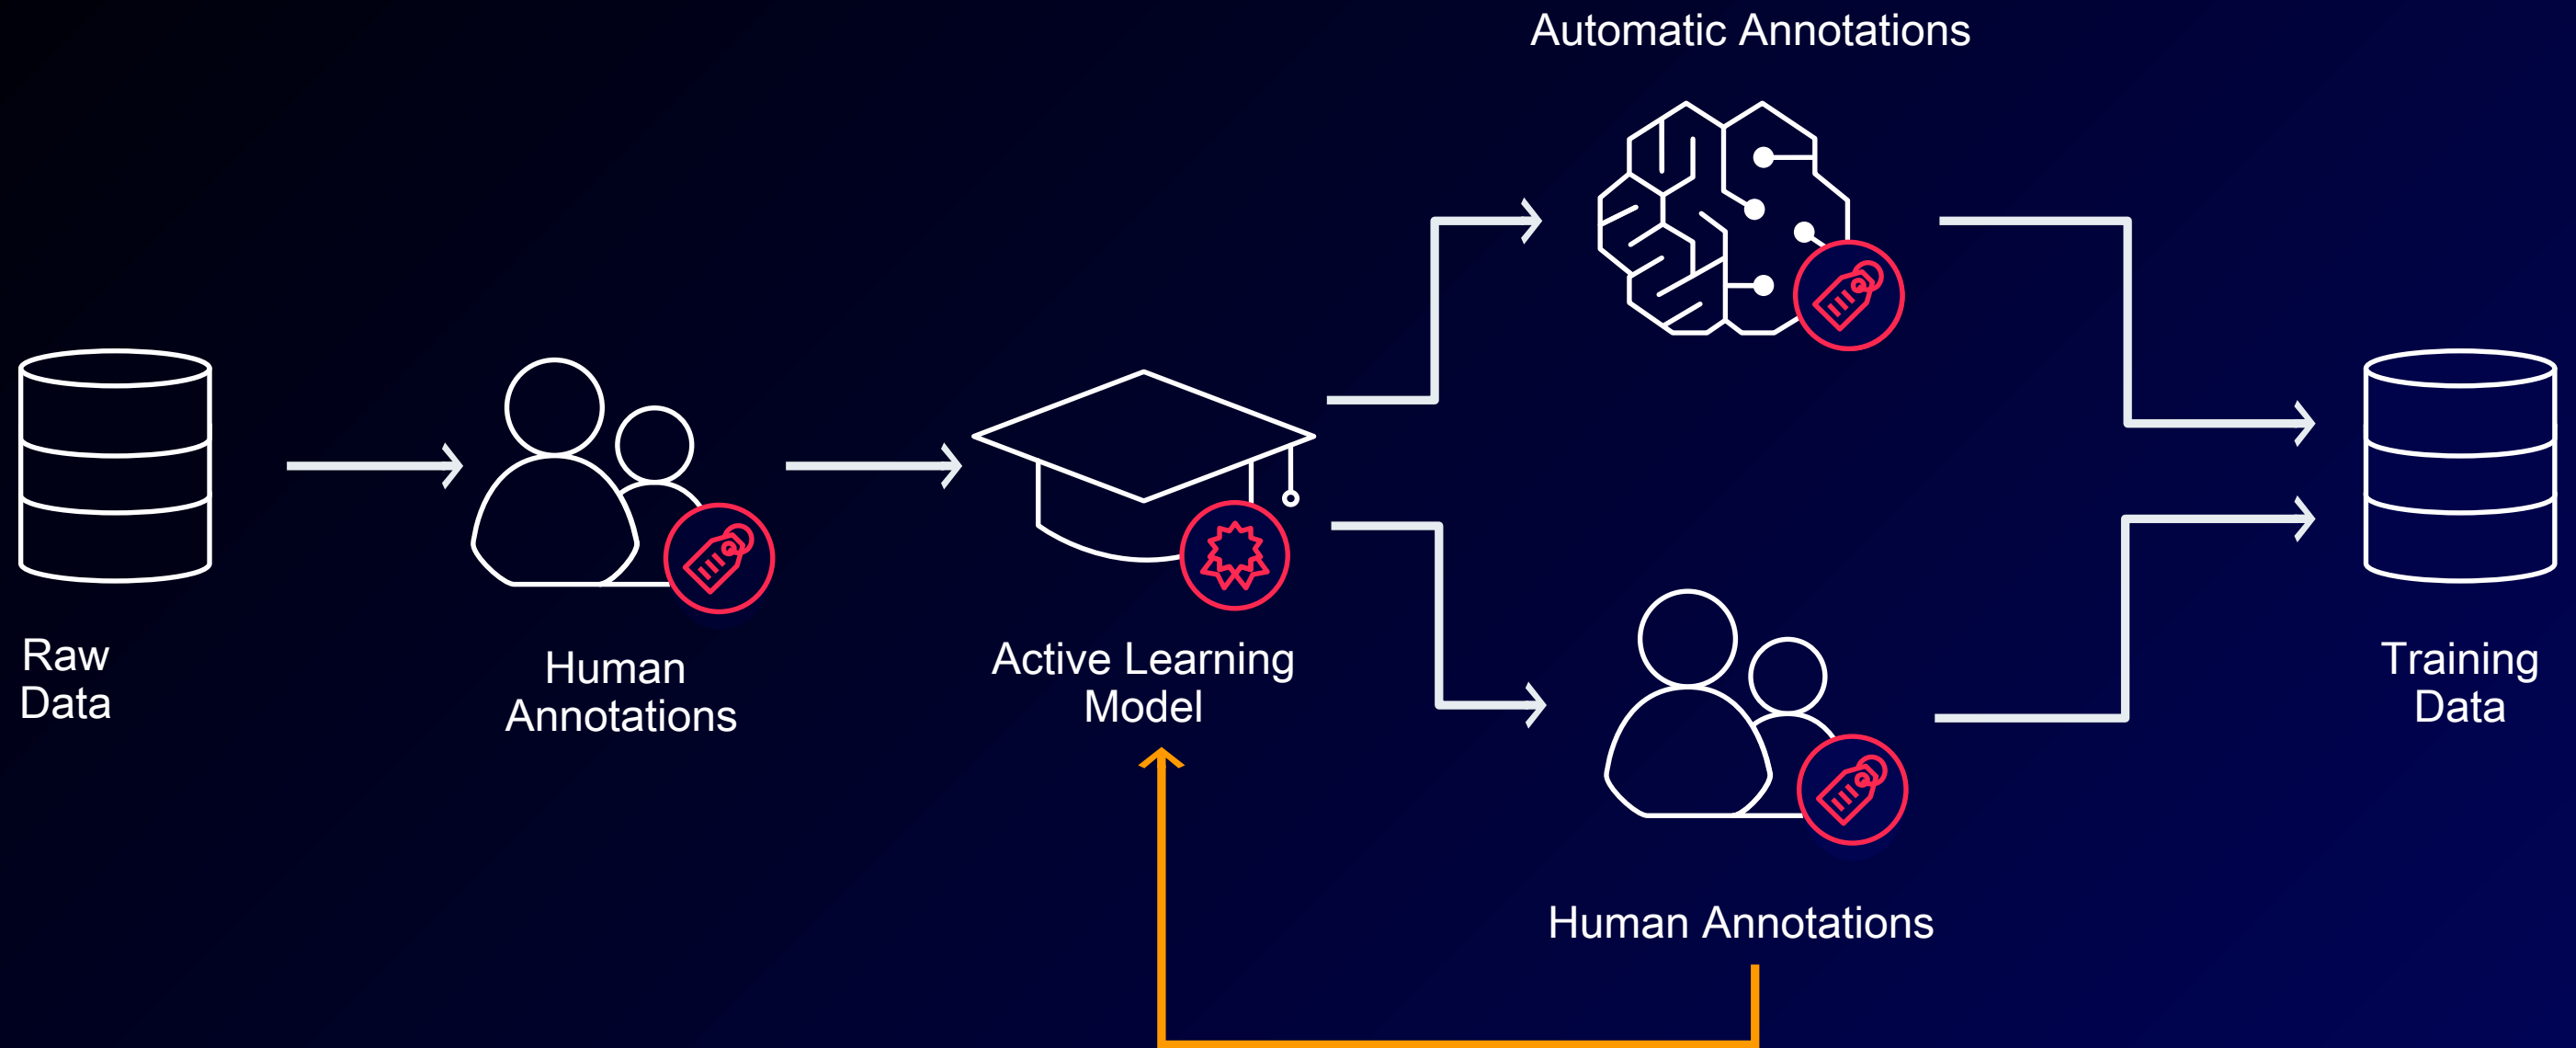 Automatic Annotations
Raw
Data
Human
Annotations
Active Learning
Model
Training
Data
Human Annotations